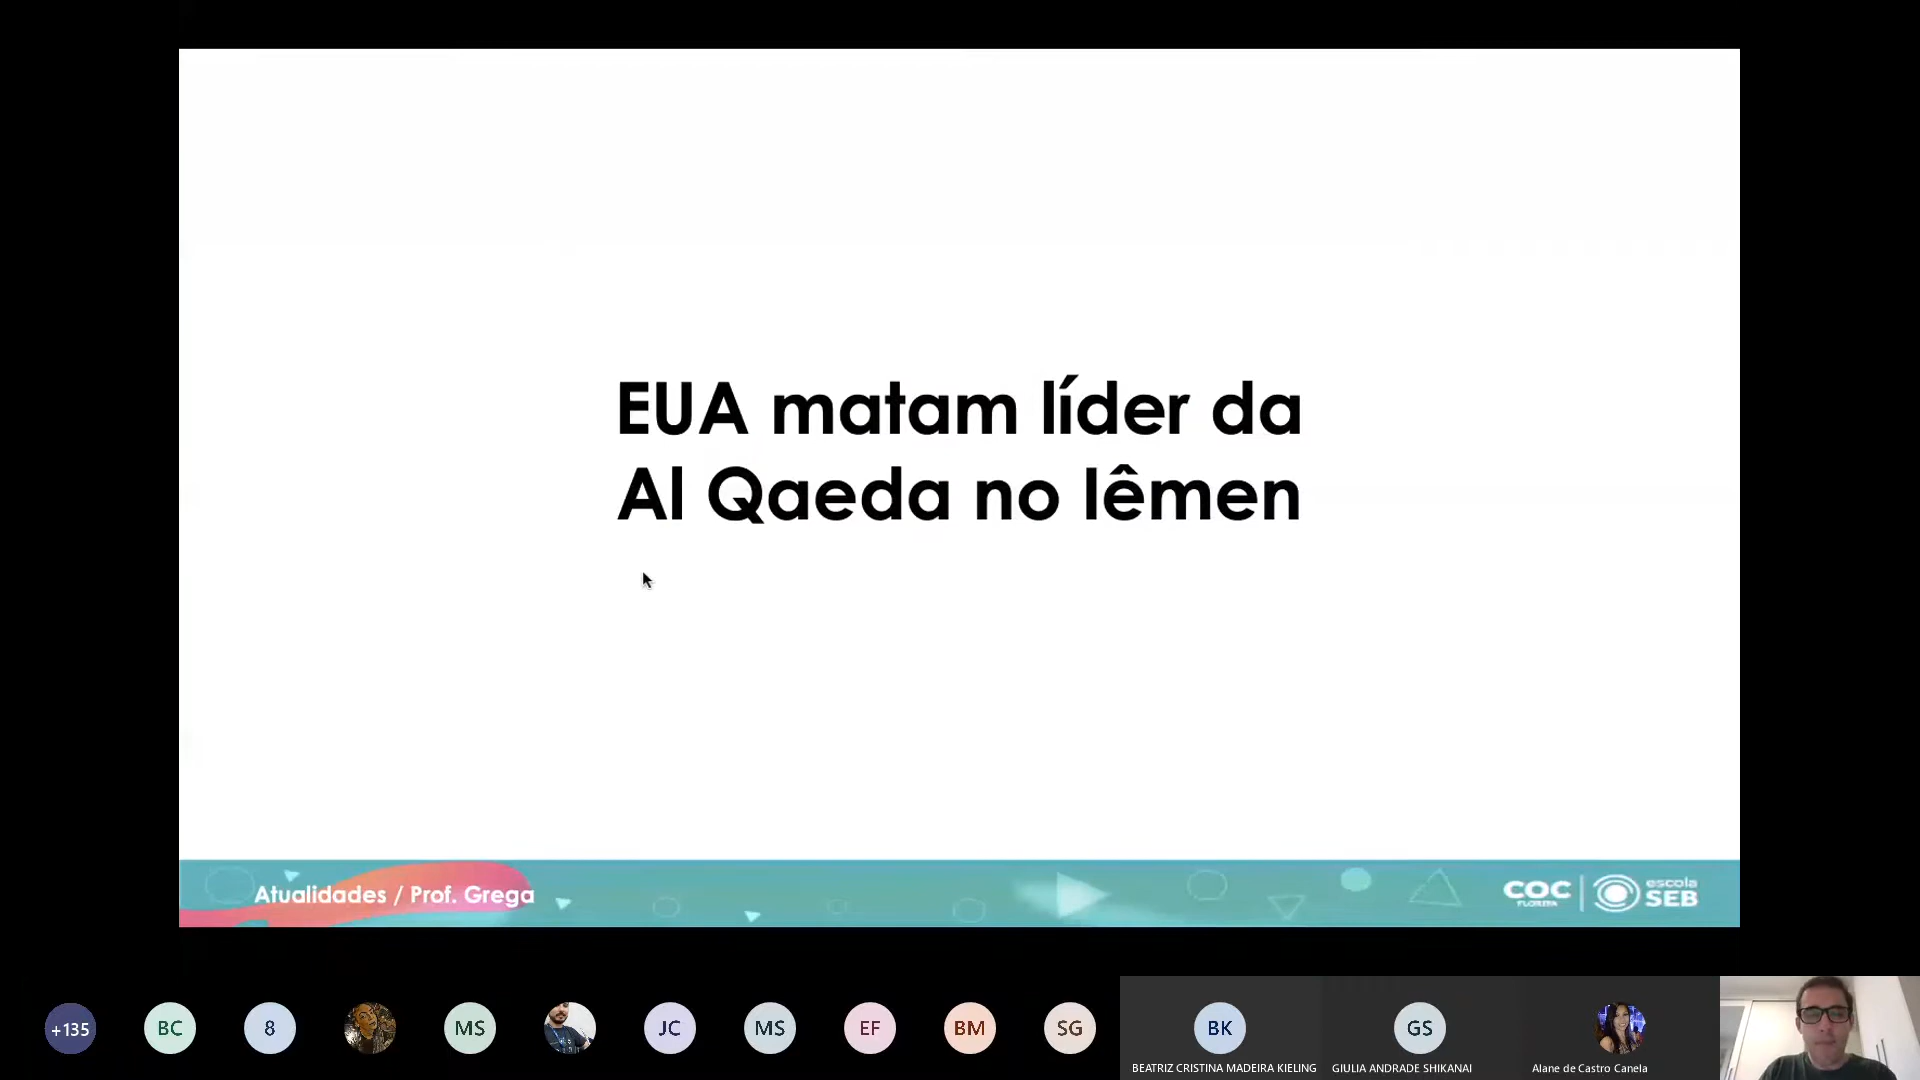 EUA matam líder da
Al Qaeda no Iêmen
Atualidades / Prof. Grega
COC
escola
SEB
+135
BC
8
MS
JC
MS
EF
BM
SG
BK
GS
BEATRIZ CRISTINA MADEIRA KIELING
GIULIA ANDRADE SHIKANAI
Alane de Castro Canela